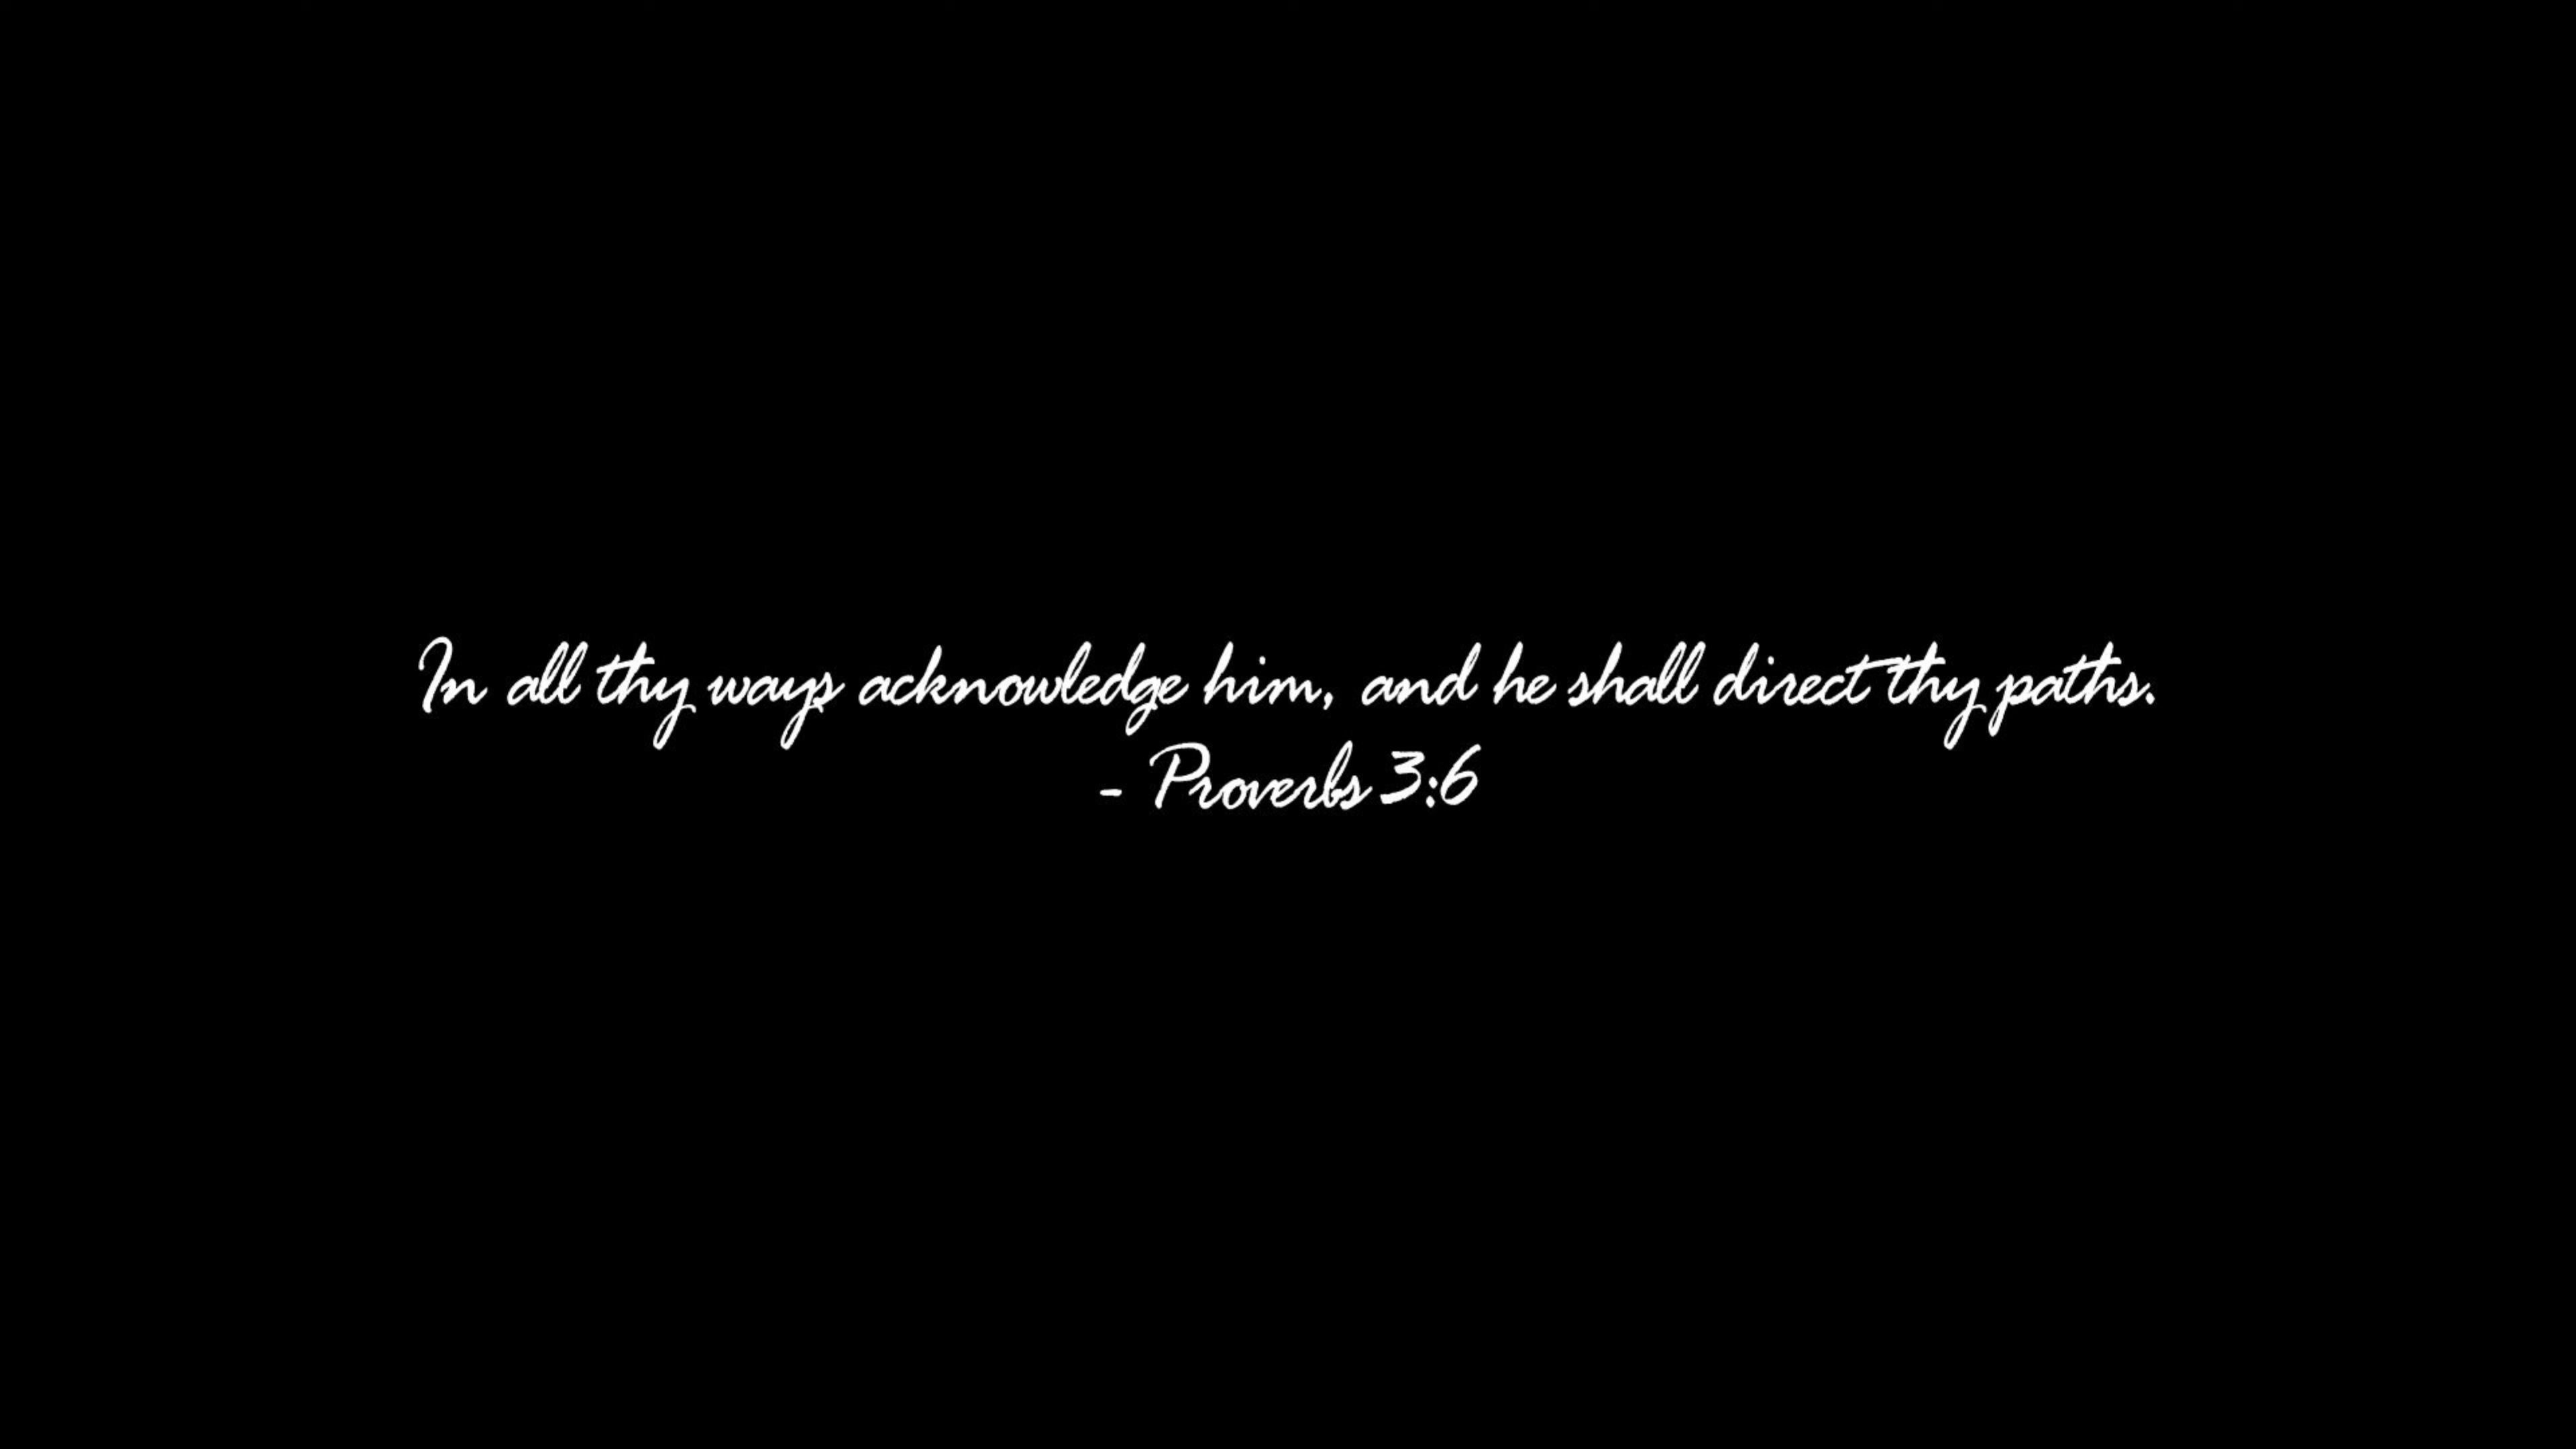 In all thy ways acknowledge him, and he shall direct thy paths.
- Proverbs 3:6